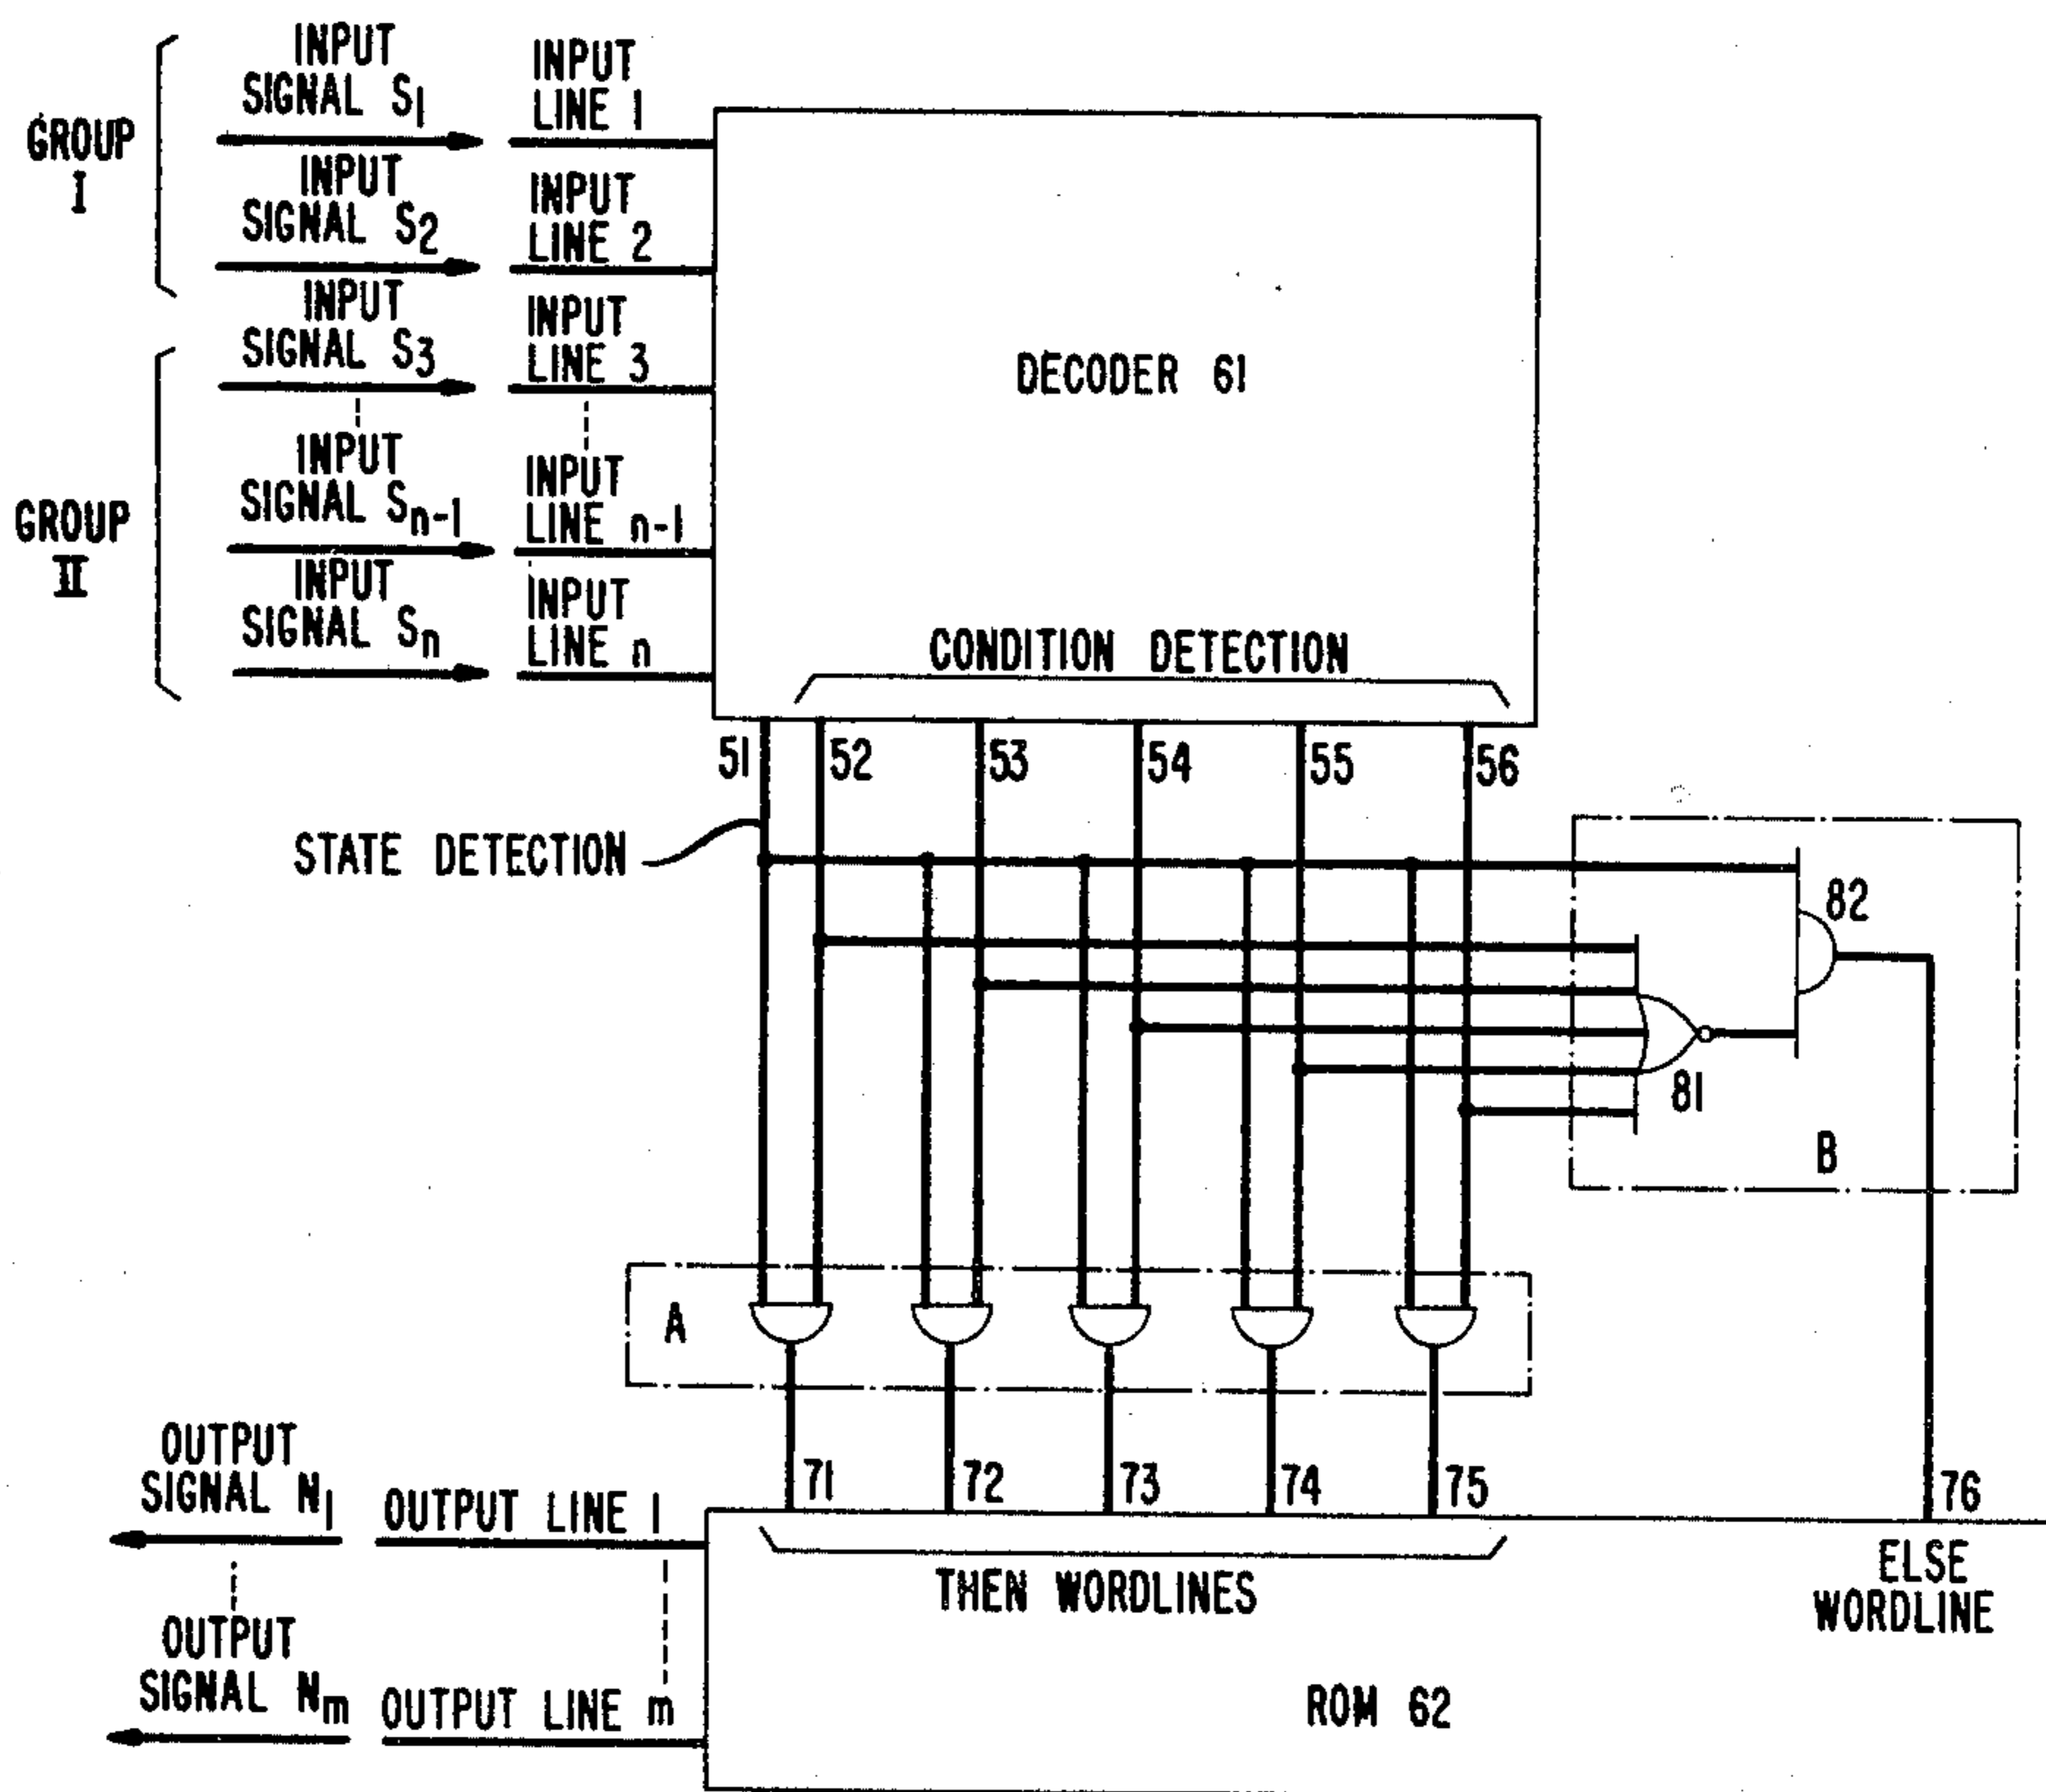 GROUP
I
INPUT
SIGNAL S1
INPUT
LINE 1
INPUT
SIGNAL S2
INPUT
LINE 2
GROUP
II
INPUT
SIGNAL S3
INPUT
LINE 3
INPUT
SIGNAL Sn-1
INPUT
LINE n-1
INPUT
SIGNAL Sn
INPUT
LINE n
DECODER 61
CONDITION DETECTION
51
52
53
54
55
56
STATE DETECTION
82
81
B
A
71
72
73
74
75
76
OUTPUT
SIGNAL N1
OUTPUT LINE 1
THEN WORDLINES
ELSE
WORDLINE
OUTPUT
SIGNAL Nm
OUTPUT LINE m
ROM 62